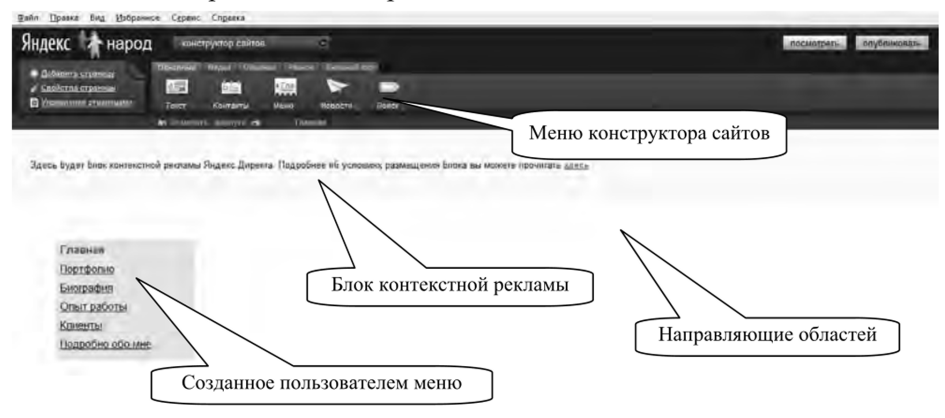 Файл Правка Вид Избранное Сервис Справка
Яндекс народ конструктор сайтов посмотреть опубликовать
Добавить страницу
Свойства страницы
Управление страницами
Текст Контакты Меню Новости Поиск
Главная
Меню конструктора сайтов
Здесь будет блок контекстной рекламы Яндекс.Директа. Подробнее об условиях размещения блока вы можете прочитать здесь
Главная
Портфолио
Биография
Опыт работы
Клиенты
Подробно обо мне
Блок контекстной рекламы
Направляющие областей
Созданное пользователем меню